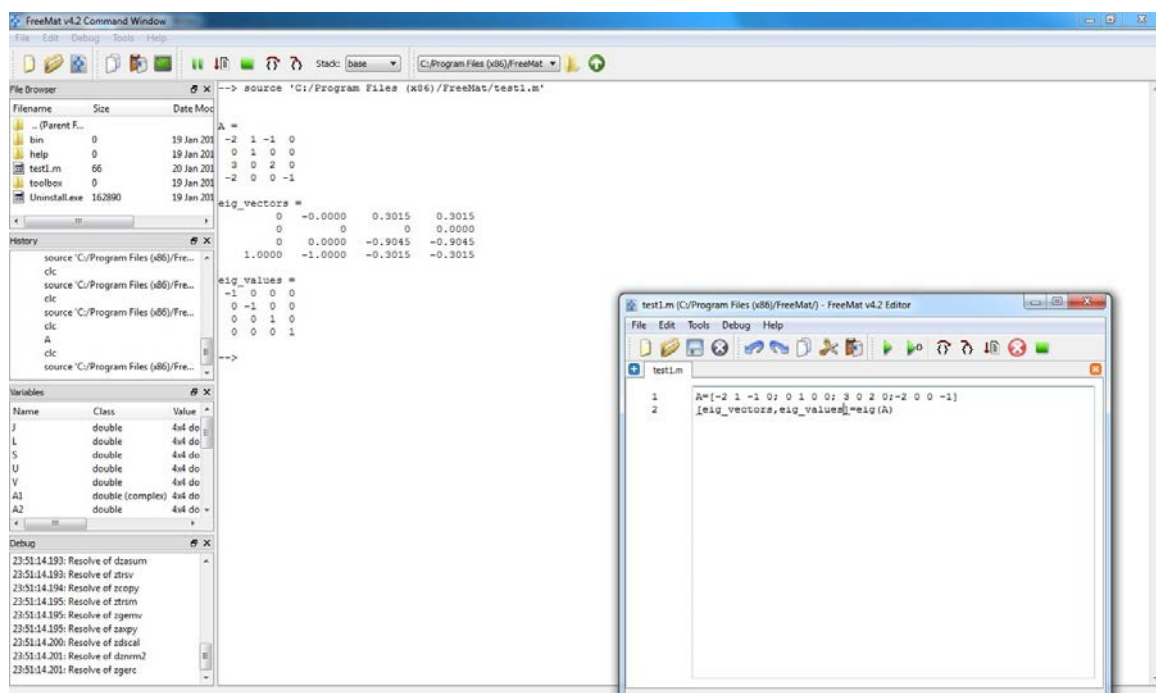 FreeMat v4.2 Command Window
File Edit Debug Tools Help
Stack: base C:/Program Files (x86)/FreeMat
File Browser
Filename Size Date Moc
.. (Parent F...
bin 0 19 Jan 201
help 0 19 Jan 201
test1.m 66 20 Jan 201
toolbox 0 19 Jan 201
Uninstall.exe 162890 19 Jan 201
History
source 'C:/Program Files (x86)/Fre...
clc
source 'C:/Program Files (x86)/Fre...
clc
source 'C:/Program Files (x86)/Fre...
clc
A
clc
source 'C:/Program Files (x86)/Fre...
Variables
Name Class Value
J double 4x4 do
L double 4x4 do
S double 4x4 do
U double 4x4 do
V double 4x4 do
A1 double (complex) 4x4 do
A2 double 4x4 do
Debug
23:51:14.193: Resolve of dzasum
23:51:14.193: Resolve of ztrsv
23:51:14.194: Resolve of zcopy
23:51:14.195: Resolve of ztrsm
23:51:14.195: Resolve of zgemv
23:51:14.195: Resolve of zaxpy
23:51:14.200: Resolve of zdscal
23:51:14.201: Resolve of dznrm2
23:51:14.201: Resolve of zgerc
--> source 'C:/Program Files (x86)/FreeMat/test1.m'
A =
-2 1 -1 0
0 1 0 0
3 0 2 0
-2 0 0 -1
eig_vectors =
0 -0.0000 0.3015 0.3015
0 0 0 0.0000
0 0.0000 -0.9045 -0.9045
1.0000 -1.0000 -0.3015 -0.3015
eig_values =
-1 0 0 0
0 -1 0 0
0 0 1 0
0 0 0 1
-->
test1.m (C:/Program Files (x86)/FreeMat/) - FreeMat v4.2 Editor
File Edit Tools Debug Help
test1.m
1 A=[-2 1 -1 0; 0 1 0 0; 3 0 2 0;-2 0 0 -1]
2 [eig_vectors,eig_values]=eig(A)